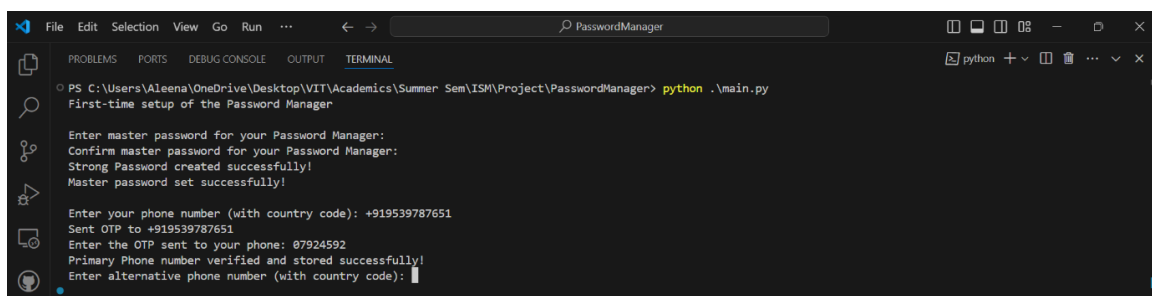 File Edit Selection View Go Run ··· ← → PasswordManager
PROBLEMS PORTS DEBUG CONSOLE OUTPUT TERMINAL python
PS C:\Users\Aleena\OneDrive\Desktop\VIT\Academics\Summer Sem\ISM\Project\PasswordManager> python .\main.py
First-time setup of the Password Manager
Enter master password for your Password Manager:
Confirm master password for your Password Manager:
Strong Password created successfully!
Master password set successfully!
Enter your phone number (with country code): +919539787651
Sent OTP to +919539787651
Enter the OTP sent to your phone: 07924592
Primary Phone number verified and stored successfully!
Enter alternative phone number (with country code):